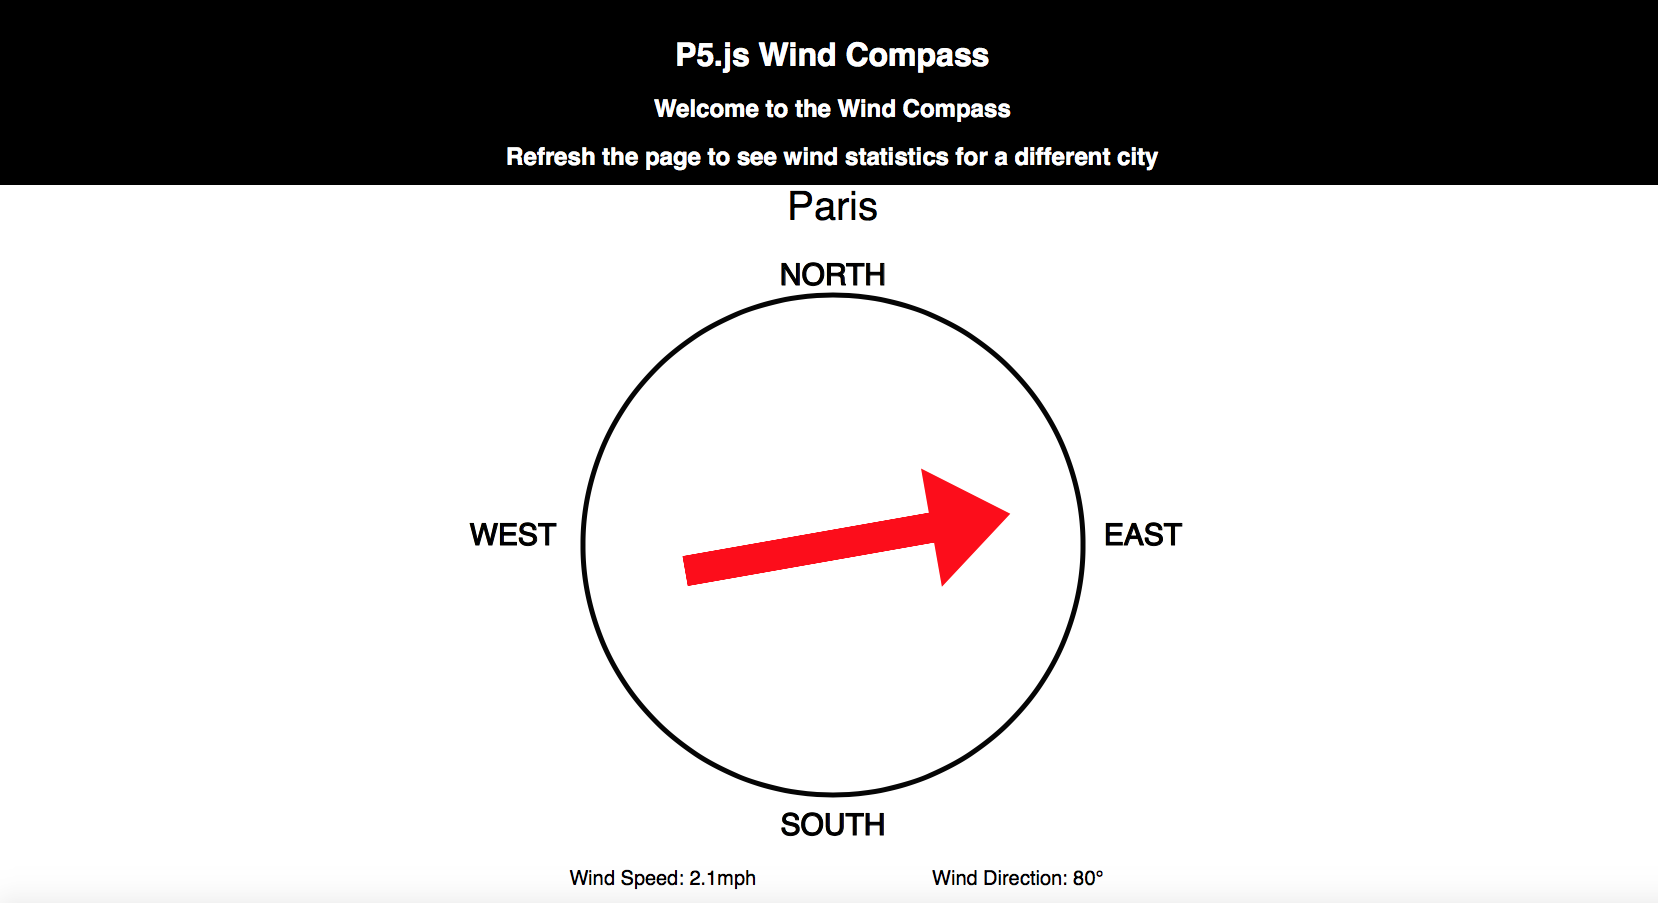 P5.js Wind Compass
Welcome to the Wind Compass
Refresh the page to see wind statistics for a different city
Paris
NORTH
WEST
EAST
SOUTH
Wind Speed: 2.1mph
Wind Direction: 80°